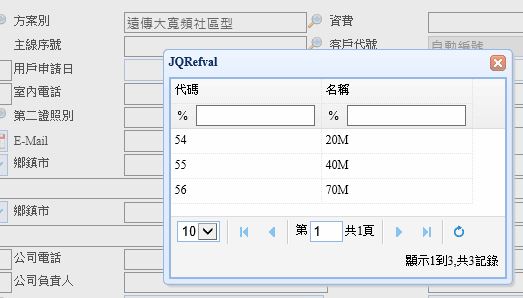 方案別 遠傳大寬頻社區型 資費
主線序號 客戶代號 自動編號
用戶申請日
室內電話
第二證照別
E-Mail
鄉鎮市
鄉鎮市
公司電話
公司負責人
JQRefval
代碼 名稱
% %
54 20M
55 40M
56 70M
10 第 1 共1頁
顯示1到3,共3記錄